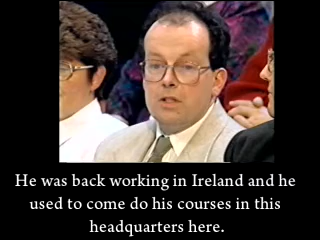 He was back working in Ireland and he
used to come do his courses in this
headquarters here.